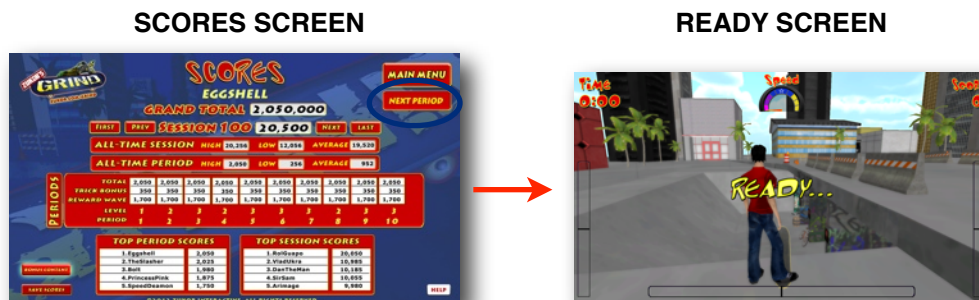 SCORES SCREEN
READY SCREEN
GRIND
SCORES
MAIN MENU
EGGSHELL
NEXT PERIOD
GRAND TOTAL 2,050,000
FIRST PREV SESSION 100 20,500 NEXT LAST
ALL-TIME SESSION HIGH 20,256 LOW 12,056 AVERAGE 19,520
ALL-TIME PERIOD HIGH 2,056 LOW 256 AVERAGE 952
PERIODS
TOTAL 2,050 2,050 2,050 2,050 2,050 2,050 2,050 2,050 2,050 2,050
TRICK BONUS 350 350 350 350 350 350 350 350 350 350
REWARD WAVE 1,700 1,700 1,700 1,700 1,700 1,700 1,700 1,700 1,700 1,700
LEVEL 1 2 3 2 3 3 3 3 3 3
PERIOD 1 2 3 4 5 6 7 8 9 10
TOP PERIOD SCORES
1.Eggshell 2,050
2.TheSlasher 2,025
3.Bolt 1,980
4.PrincessPink 1,875
5.SpeedDeamon 1,750
TOP SESSION SCORES
1.RolGuapo 20,050
2.VladUkra 10,985
3.DanTheMan 10,185
4.SirSam 10,055
5.Arimage 9,980
BONUS CONTENT
SAVE SCORES
HELP
Time
0:00
Speed
READY...